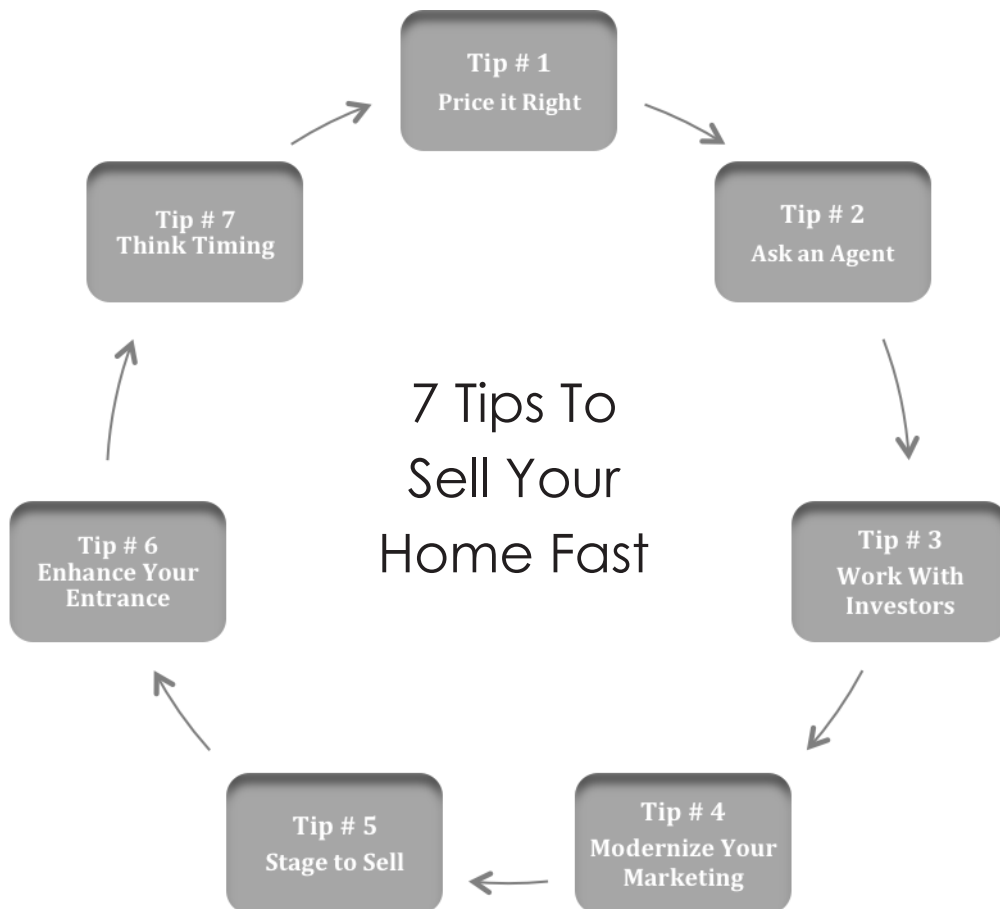 Tip # 1
Price it Right
Tip # 2
Ask an Agent
Tip # 3
Work With
Investors
Tip # 4
Modernize Your
Marketing
Tip # 5
Stage to Sell
Tip # 6
Enhance Your
Entrance
Tip # 7
Think Timing
7 Tips To
Sell Your
Home Fast